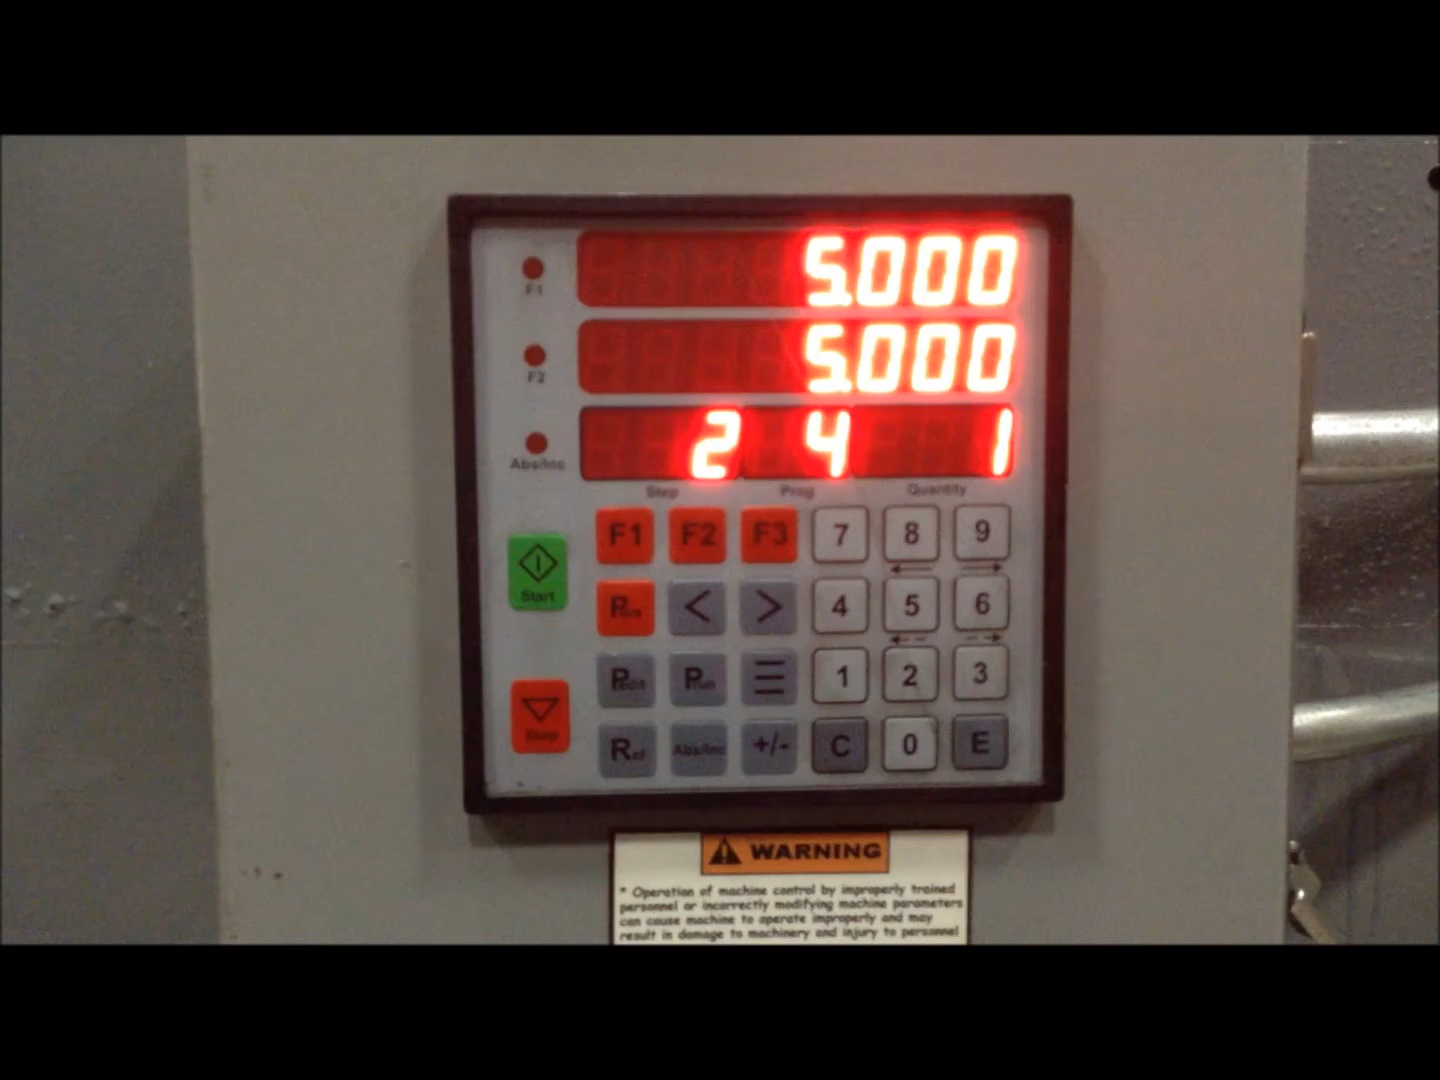 F1 5.000
F2 5.000
Abs/Inc 2 4 1
Step Prog Quantity
F1 F2 F3 7 8 9
Start
< > 4 5 6
Pedit Prun 1 2 3
Stop
Ref Abs/Inc +/- C 0 E
WARNING
* Operation of machine control by improperly trained
personnel or incorrectly modifying machine parameters
can cause machine to operate improperly and may
result in damage to machinery and injury to personnel